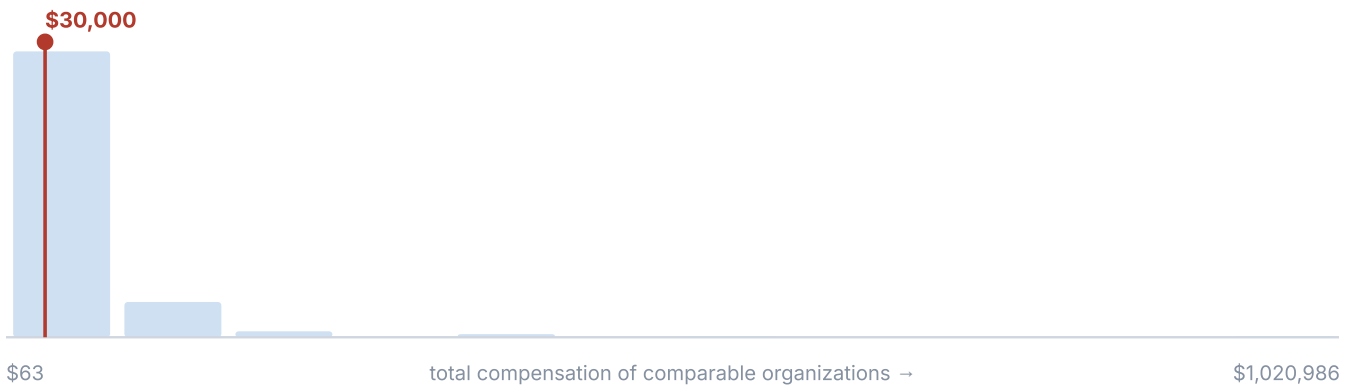 $30,000
$63 total compensation of comparable organizations → $1,020,986